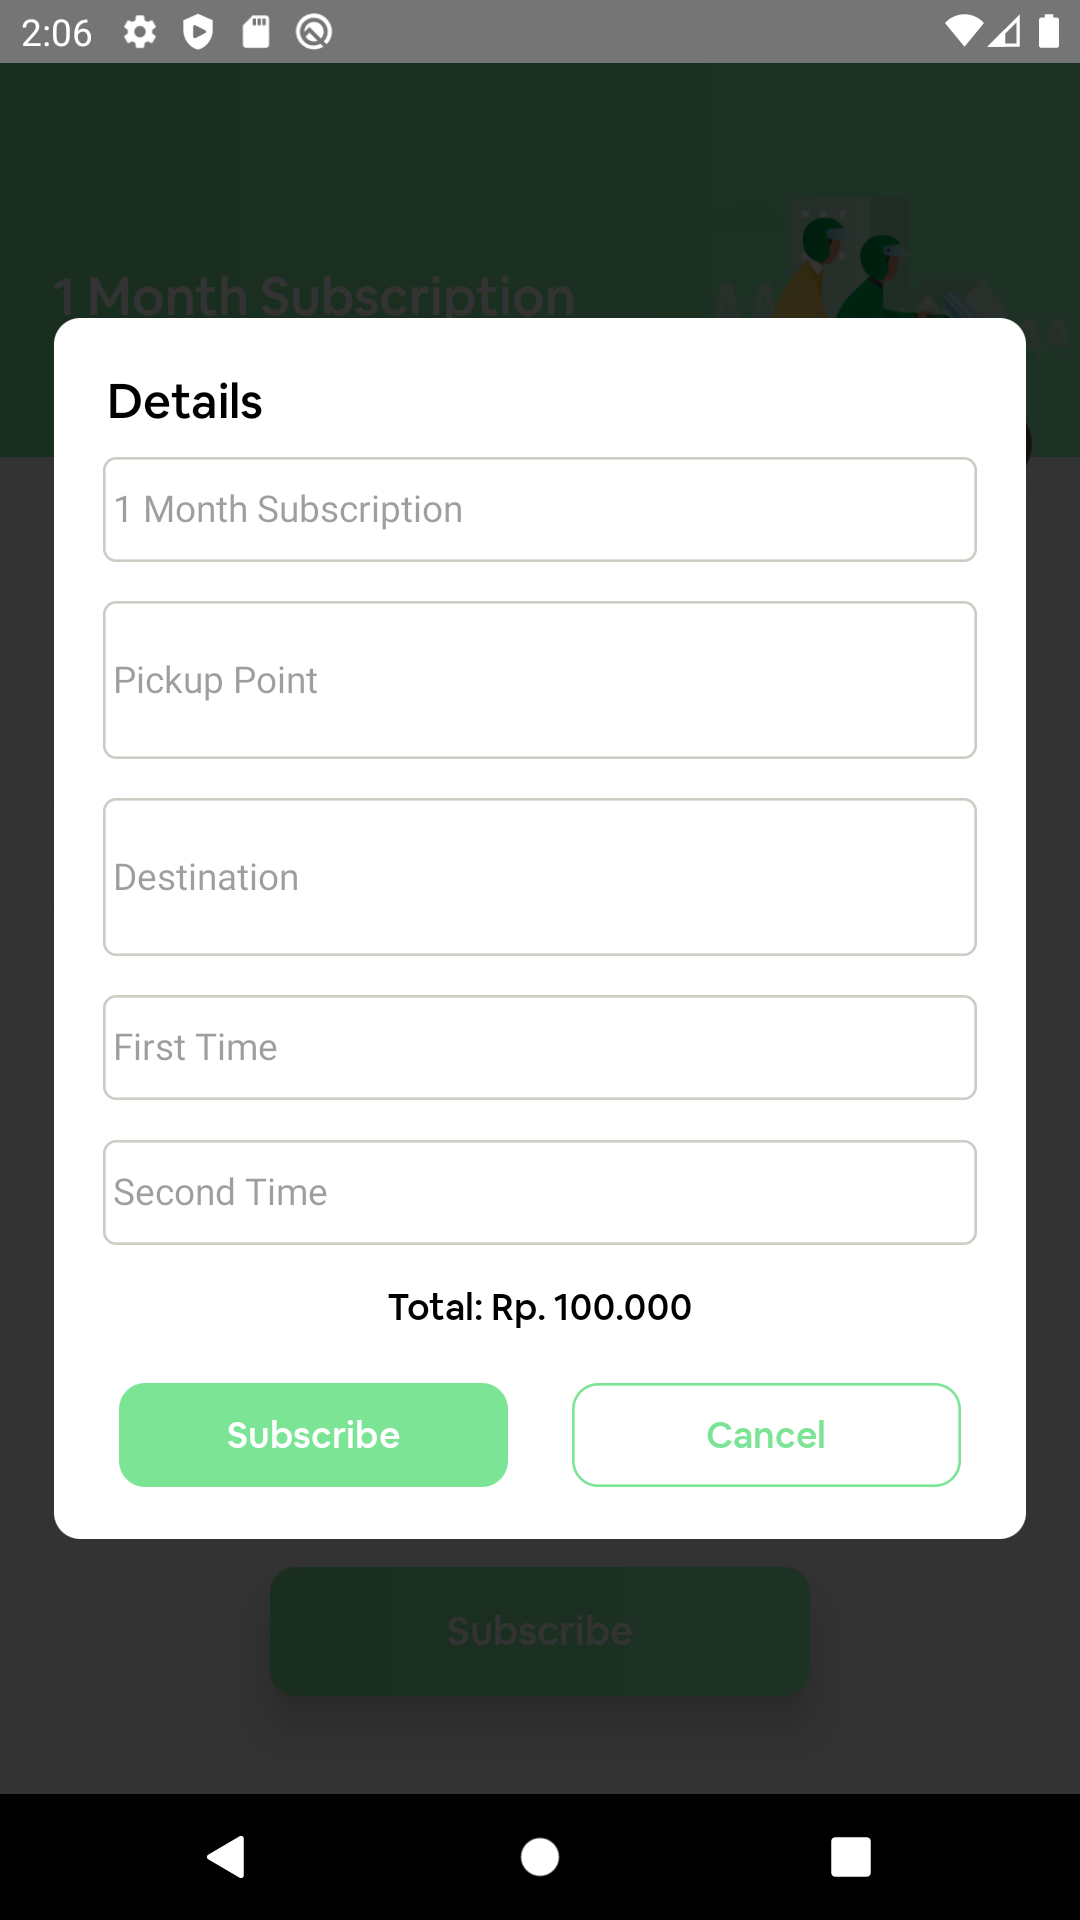 2:06
1 Month Subscription
Details
1 Month Subscription
Pickup Point
Destination
First Time
Second Time
Total: Rp. 100.000
Subscribe
Cancel
Subscribe